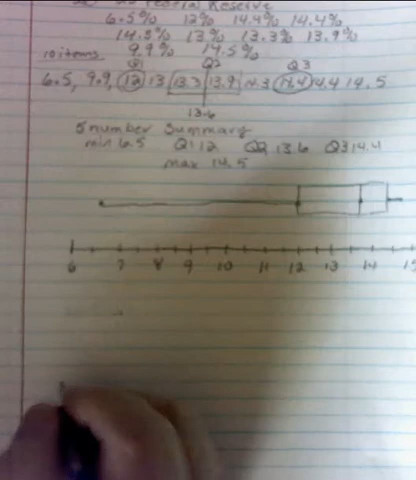 Reserve
6.5% 12% 14.4% 14.4%
14.3% 13% 13.3% 13.9%
10 items 9.9% 14.5%
Q1 Q2 Q3
6.5, 9.9, 12 13 13.3 13.9 14.3 14.4 14.4 14.5
13.6
5 number Summary
min 6.5 Q1 12 Q2 13.6 Q3 14.4
max 14.5
6 7 8 9 10 11 12 13 14 15